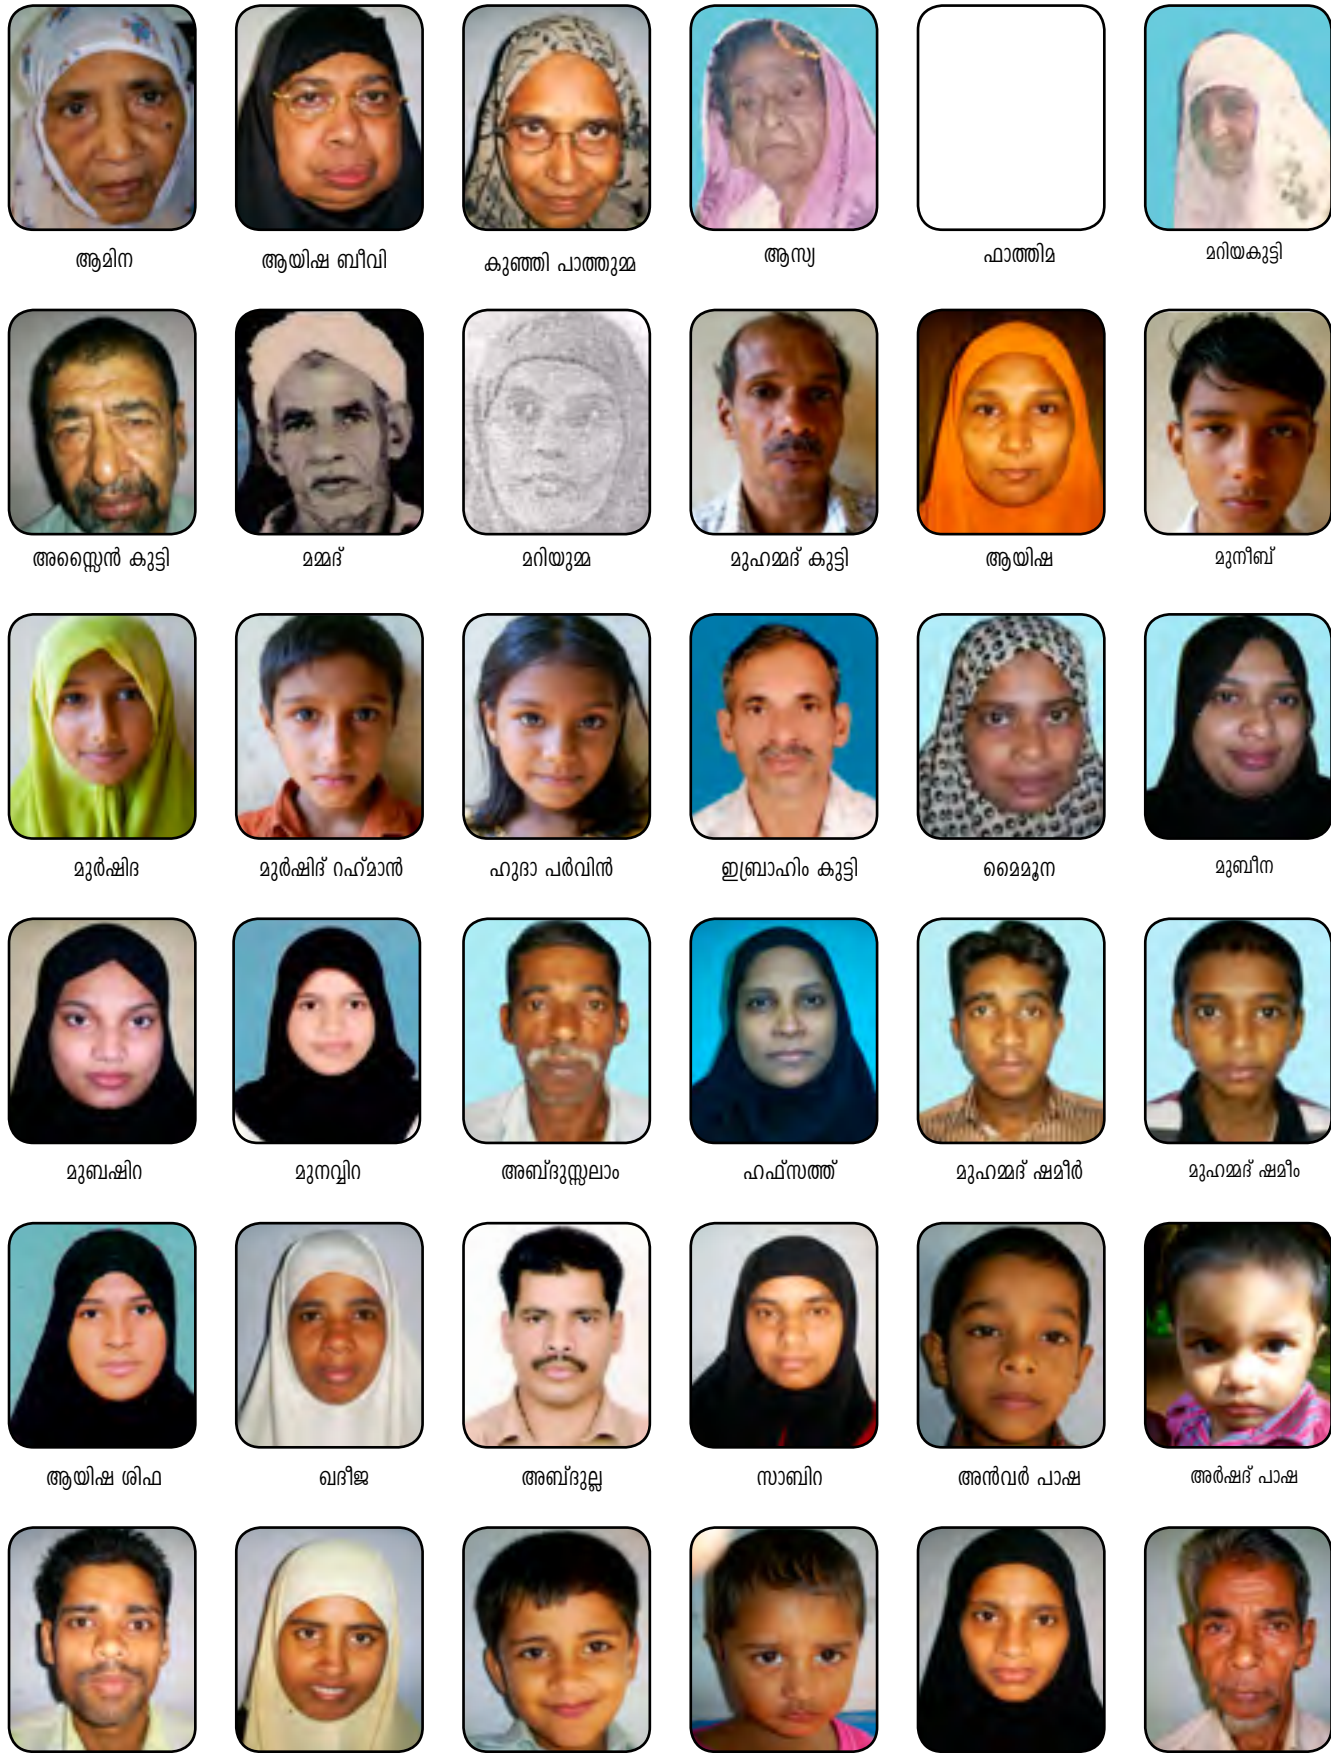 ആമിന
ആയിഷ ബീവി
കുഞ്ഞി പാത്തുമ്മ
ആസ്യ
ഫാത്തിമ
മറിയകുട്ടി
അസ്സൈൻ കുട്ടി
മമ്മദ്
മറിയുമ്മ
മുഹമ്മദ് കുട്ടി
ആയിഷ
മുനീബ്
മുർഷിദ
മുർഷിദ് റഹ്‌മാൻ
ഹുദാ പർവിൻ
ഇബ്രാഹിം കുട്ടി
മൈമൂന
മുബീന
മുബഷിറ
മുനവ്വിറ
അബ്ദുസ്സലാം
ഹഫ്സത്ത്
മുഹമ്മദ് ഷമീർ
മുഹമ്മദ് ഷമീം
ആയിഷ ശിഫ
ഖദീജ
അബ്ദുല്ല
സാബിറ
അൻവർ പാഷ
അർഷദ് പാഷ